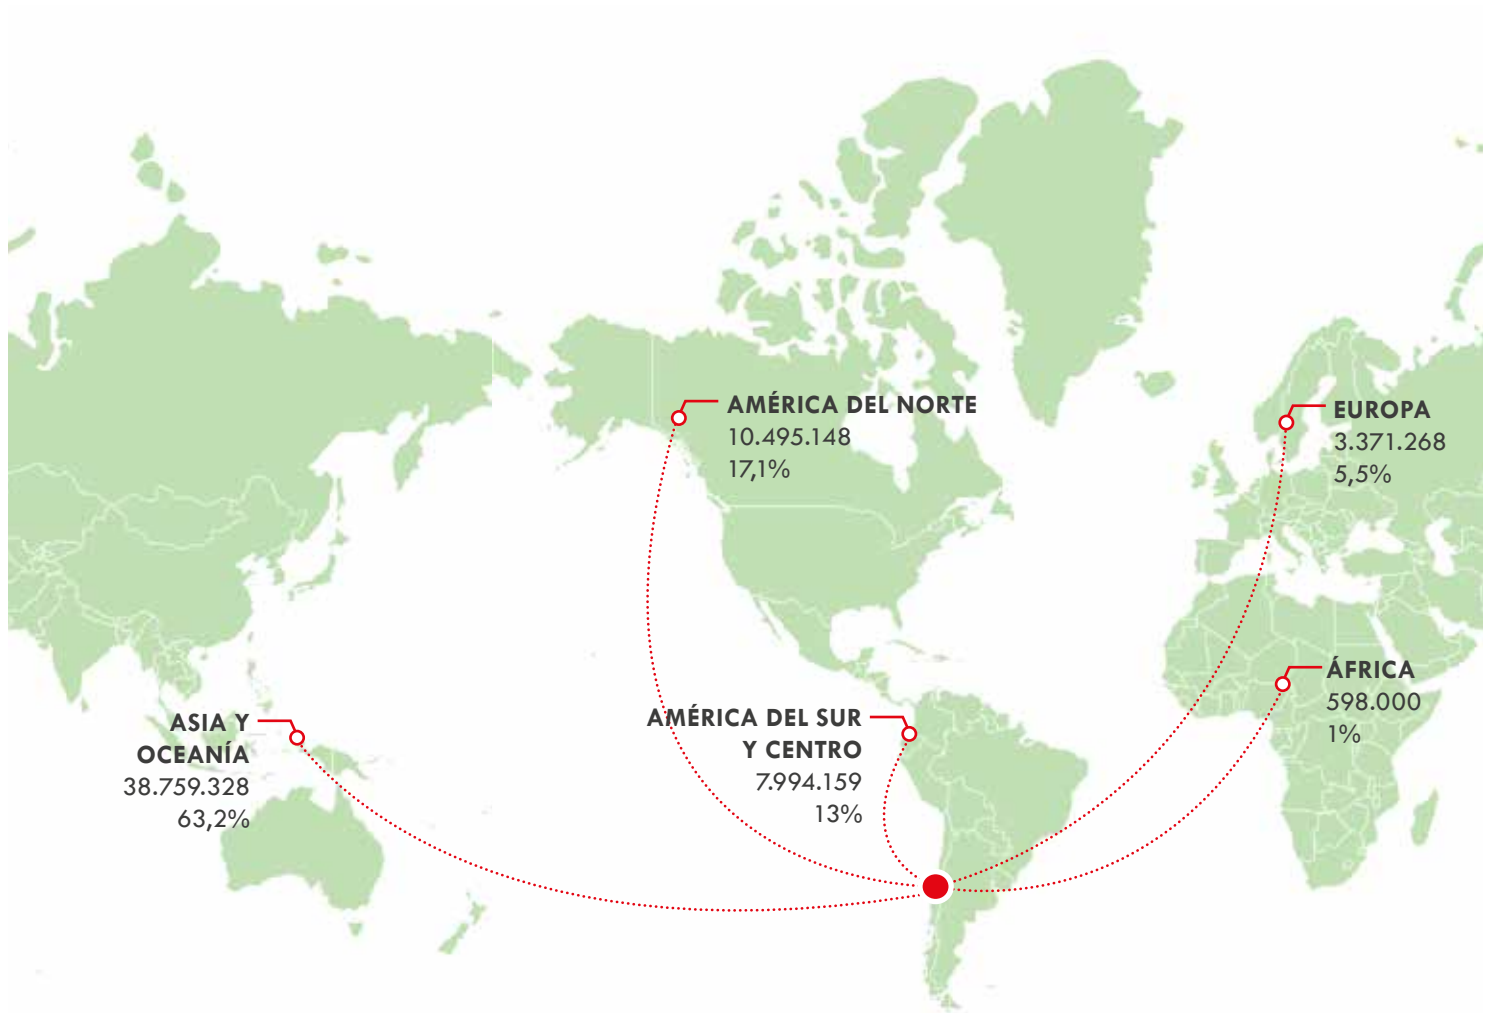 AMÉRICA DEL NORTE
10.495.148
17,1%
EUROPA
3.371.268
5,5%
ÁFRICA
598.000
1%
ASIA Y
OCEANÍA
38.759.328
63,2%
AMÉRICA DEL SUR
Y CENTRO
7.994.159
13%